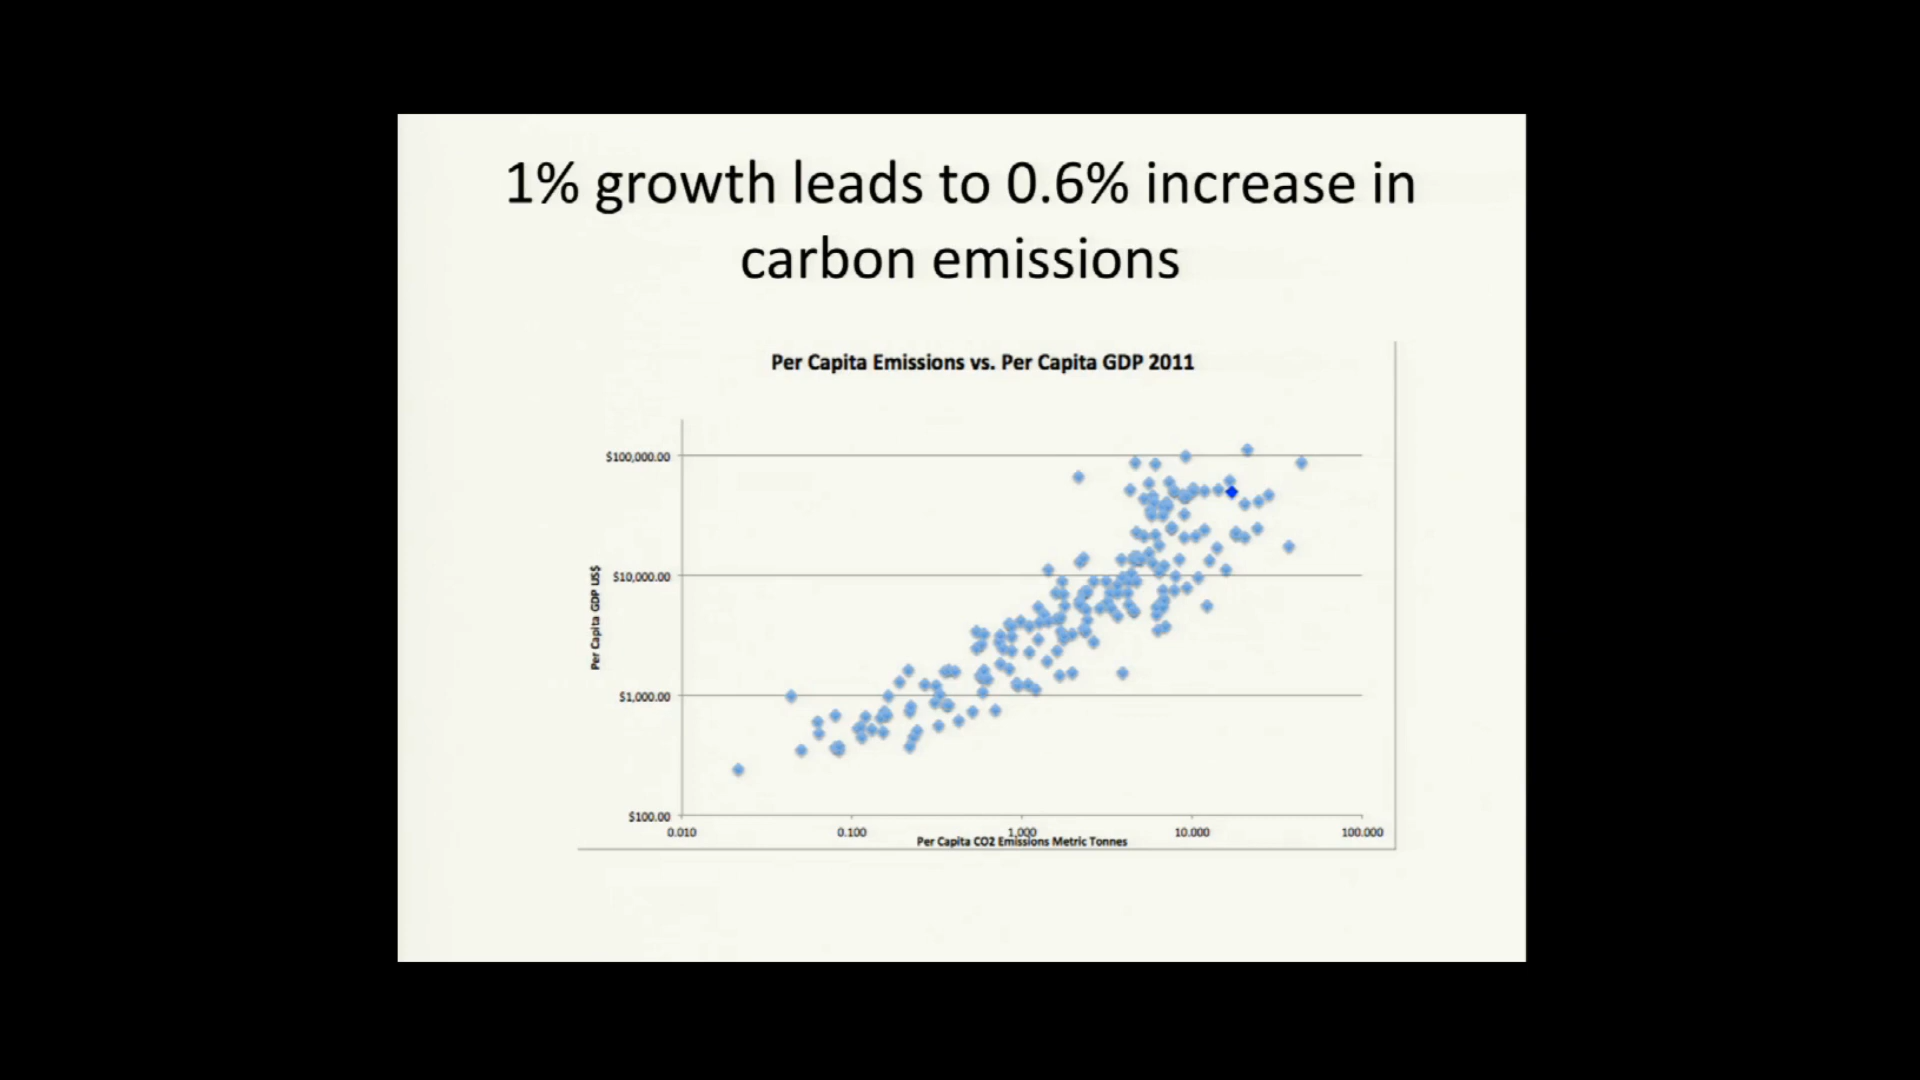 1% growth leads to 0.6% increase in
carbon emissions
Per Capita Emissions vs. Per Capita GDP 2011
$100,000.00
$10,000.00
Per Capita GDP US$
$1,000.00
$100.00
0.010 0.100 1,000 10.000 100.000
Per Capita CO2 Emissions Metric Tonnes